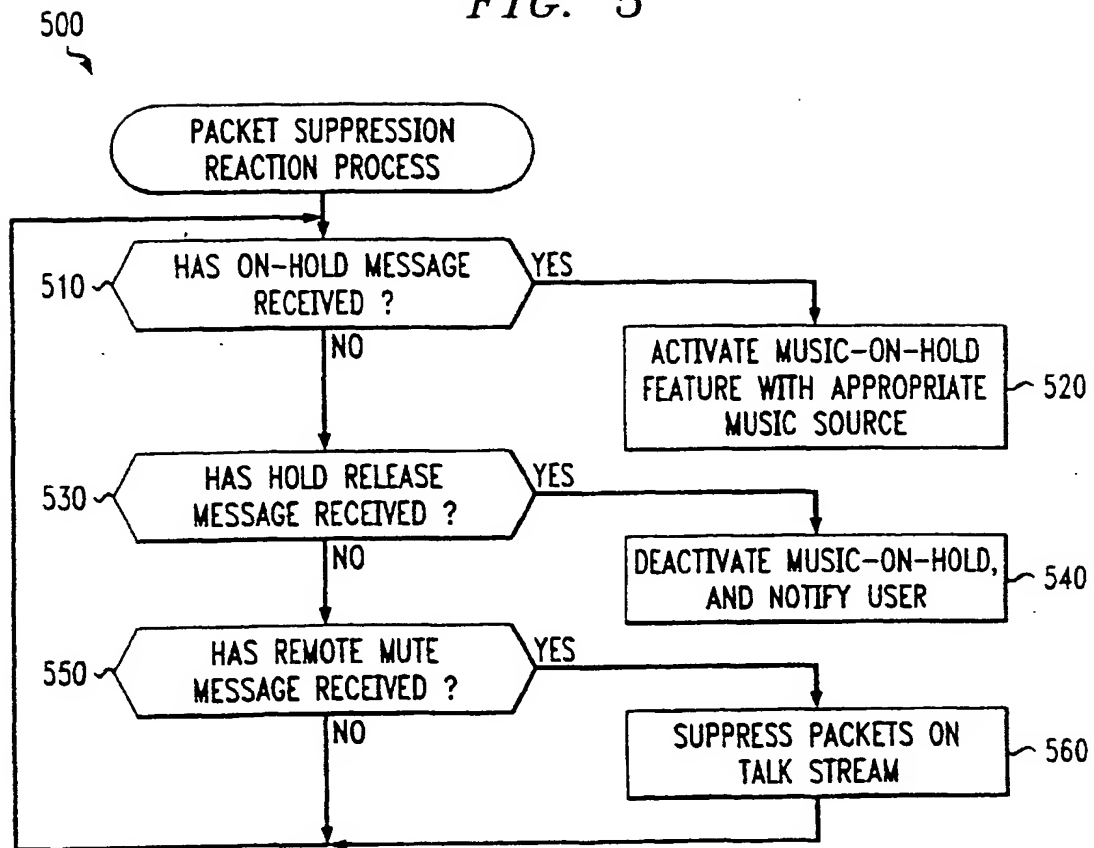 FIG. 5
500
PACKET SUPPRESSION
REACTION PROCESS
510
HAS ON-HOLD MESSAGE
RECEIVED ?
YES
NO
ACTIVATE MUSIC-ON-HOLD
FEATURE WITH APPROPRIATE
MUSIC SOURCE
520
530
HAS HOLD RELEASE
MESSAGE RECEIVED ?
YES
NO
DEACTIVATE MUSIC-ON-HOLD,
AND NOTIFY USER
540
550
HAS REMOTE MUTE
MESSAGE RECEIVED ?
YES
NO
SUPPRESS PACKETS ON
TALK STREAM
560